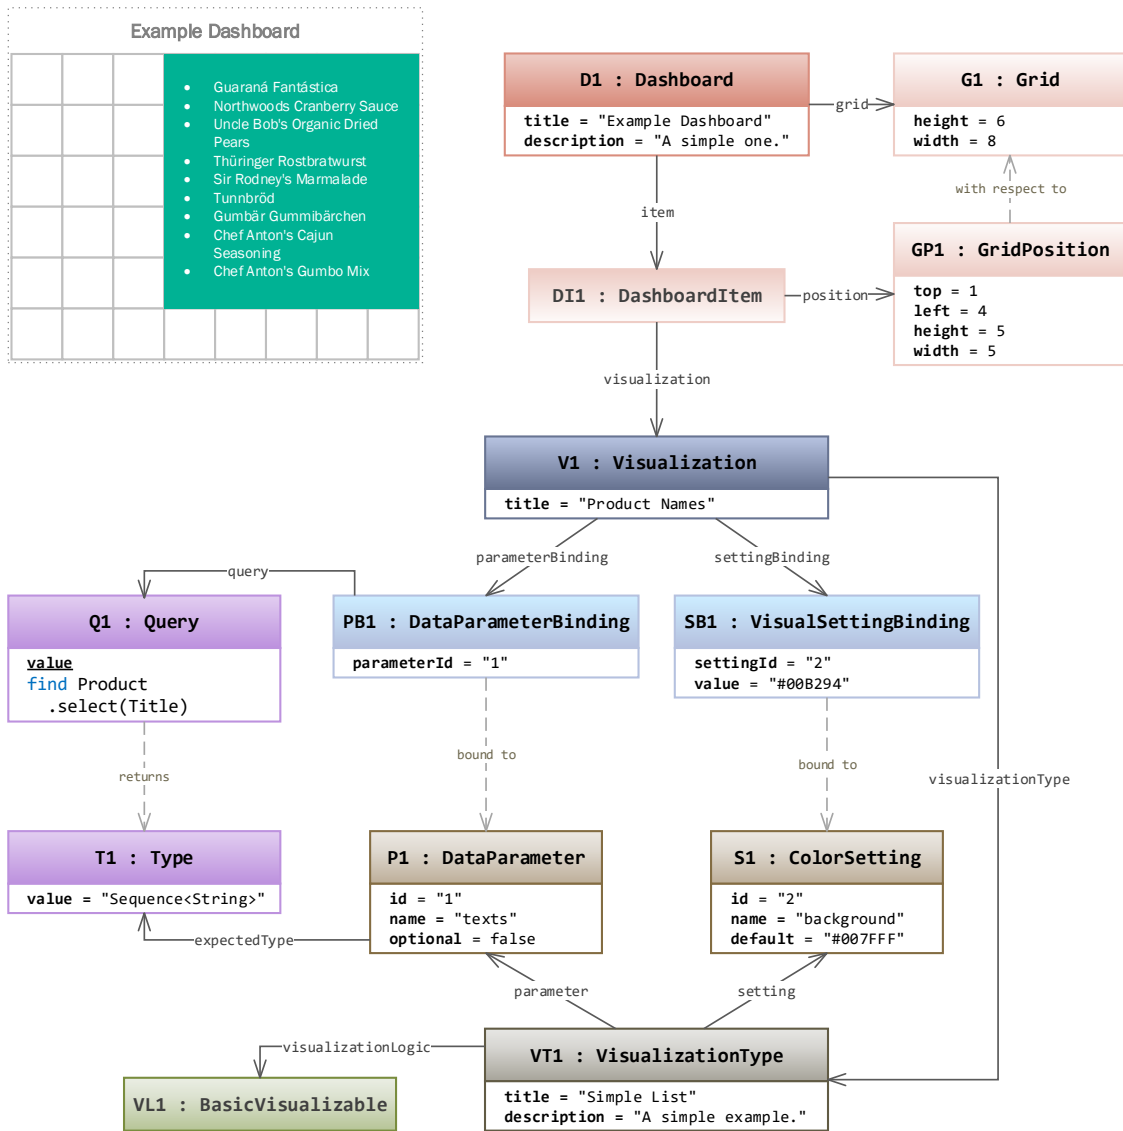 Example Dashboard
• Guaraná Fantástica
• Northwoods Cranberry Sauce
• Uncle Bob's Organic Dried
Pears
• Thüringer Rostbratwurst
• Sir Rodney's Marmalade
• Tunnbröd
• Gumbär Gummibärchen
• Chef Anton's Cajun
Seasoning
• Chef Anton's Gumbo Mix
D1 : Dashboard
title = "Example Dashboard"
description = "A simple one."
grid
G1 : Grid
height = 6
width = 8
with respect to
item
GP1 : GridPosition
top = 1
left = 4
height = 5
width = 5
DI1 : DashboardItem
position
visualization
V1 : Visualization
title = "Product Names"
parameterBinding
settingBinding
query
Q1 : Query
value
find Product
.select(Title)
PB1 : DataParameterBinding
parameterId = "1"
SB1 : VisualSettingBinding
settingId = "2"
value = "#00B294"
returns
bound to
bound to
visualizationType
T1 : Type
value = "Sequence<String>"
P1 : DataParameter
id = "1"
name = "texts"
optional = false
S1 : ColorSetting
id = "2"
name = "background"
default = "#007FFF"
expectedType
parameter
setting
visualizationLogic
VT1 : VisualizationType
title = "Simple List"
description = "A simple example."
VL1 : BasicVisualizable